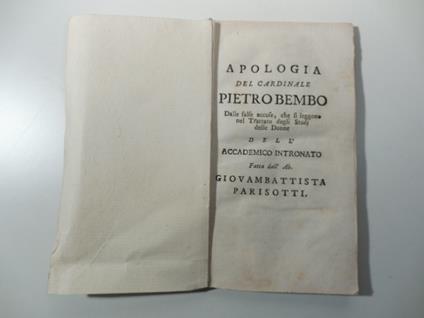 APOLOGIA
DEL CARDINALE
PIETRO BEMBO
Dalle false accuse, che si leggono
nel Trattato degli Studj
delle Donne
DELL'
ACCADEMICO INTRONATO
Fatta dall' Ab.
GIOVAMBATTISTA
PARISOTTI.